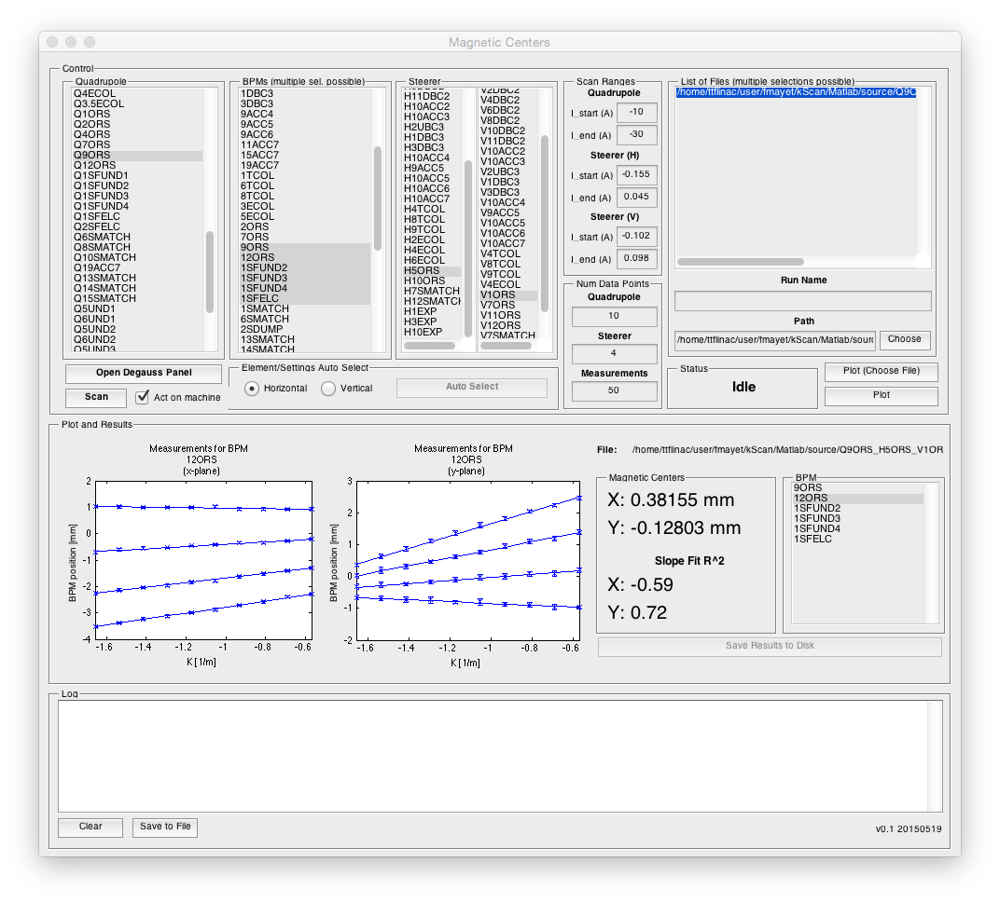 Magnetic Centers
Control
Quadrupole
Q4ECOL
Q3.5ECOL
Q1ORS
Q2ORS
Q4ORS
Q7ORS
Q9ORS
Q12ORS
Q1SFUND1
Q1SFUND2
Q1SFUND3
Q1SFUND4
Q1SFELC
Q2SFELC
Q6SMATCH
Q8SMATCH
Q10SMATCH
Q19ACC7
Q13SMATCH
Q14SMATCH
Q15SMATCH
Q5UND1
Q6UND1
Q5UND2
Q6UND2
Q5UND3
BPMs (multiple sel. possible)
1DBC3
3DBC3
9ACC4
9ACC5
9ACC6
11ACC7
15ACC7
19ACC7
1TCOL
6TCOL
8TCOL
3ECOL
5ECOL
2ORS
7ORS
9ORS
12ORS
1SFUND2
1SFUND3
1SFUND4
1SFELC
1SMATCH
6SMATCH
2SDUMP
13SMATCH
14SMATCH
Steerer
H11DBC2
H10ACC2
H10ACC3
H2UBC3
H1DBC3
H3DBC3
H10ACC4
H9ACC5
H10ACC5
H10ACC6
H10ACC7
H4TCOL
H8TCOL
H9TCOL
H2ECOL
H4ECOL
H6ECOL
H5ORS
H10ORS
H7SMATCH
H12SMATCH
H1EXP
H3EXP
H10EXP
V2DBC2
V4DBC2
V6DBC2
V8DBC2
V10DBC2
V11DBC2
V10ACC2
V10ACC3
V2UBC3
V1DBC3
V3DBC3
V10ACC4
V9ACC5
V10ACC5
V10ACC6
V10ACC7
V4TCOL
V8TCOL
V9TCOL
V4ECOL
V1ORS
V7ORS
V11ORS
V12ORS
V7SMATCH
Scan Ranges
Quadrupole
I_start (A) -10
I_end (A) -30
Steerer (H)
I_start (A) -0.155
I_end (A) 0.045
Steerer (V)
I_start (A) -0.102
I_end (A) 0.098
Num Data Points
Quadrupole
10
Steerer
4
Measurements
50
List of Files (multiple selections possible)
/home/ttflinac/user/fmayet/kScan/Matlab/source/Q9O
Run Name
Path
/home/ttflinac/user/fmayet/kScan/Matlab/sour
Choose
Open Degauss Panel
Scan
Act on machine
Element/Settings Auto Select
Horizontal
Vertical
Auto Select
Status
Idle
Plot (Choose File)
Plot
Plot and Results
Measurements for BPM
12ORS
(x-plane)
2
1
0
-1
-2
-3
-4
BPM position [mm]
-1.6 -1.4 -1.2 -1 -0.8 -0.6
K [1/m]
Measurements for BPM
12ORS
(y-plane)
3
2
1
0
-1
-2
BPM position [mm]
-1.6 -1.4 -1.2 -1 -0.8 -0.6
K [1/m]
File: /home/ttflinac/user/fmayet/kScan/Matlab/source/Q9ORS_H5ORS_V1OR
Magnetic Centers
X: 0.38155 mm
Y: -0.12803 mm
Slope Fit R^2
X: -0.59
Y: 0.72
BPM
9ORS
12ORS
1SFUND2
1SFUND3
1SFUND4
1SFELC
Save Results to Disk
Log
Clear
Save to File
v0.1 20150519